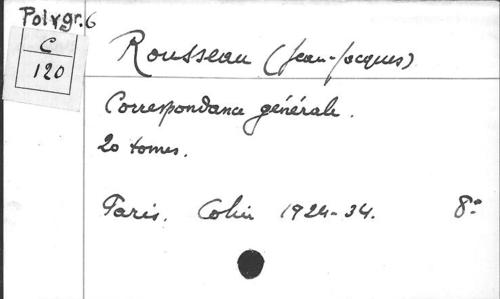 Polygr. 6
C
120
Rousseau (Jean-Jacques)
Correspondance générale.
20 tomes.
Paris. Colin 1924-34. 8°